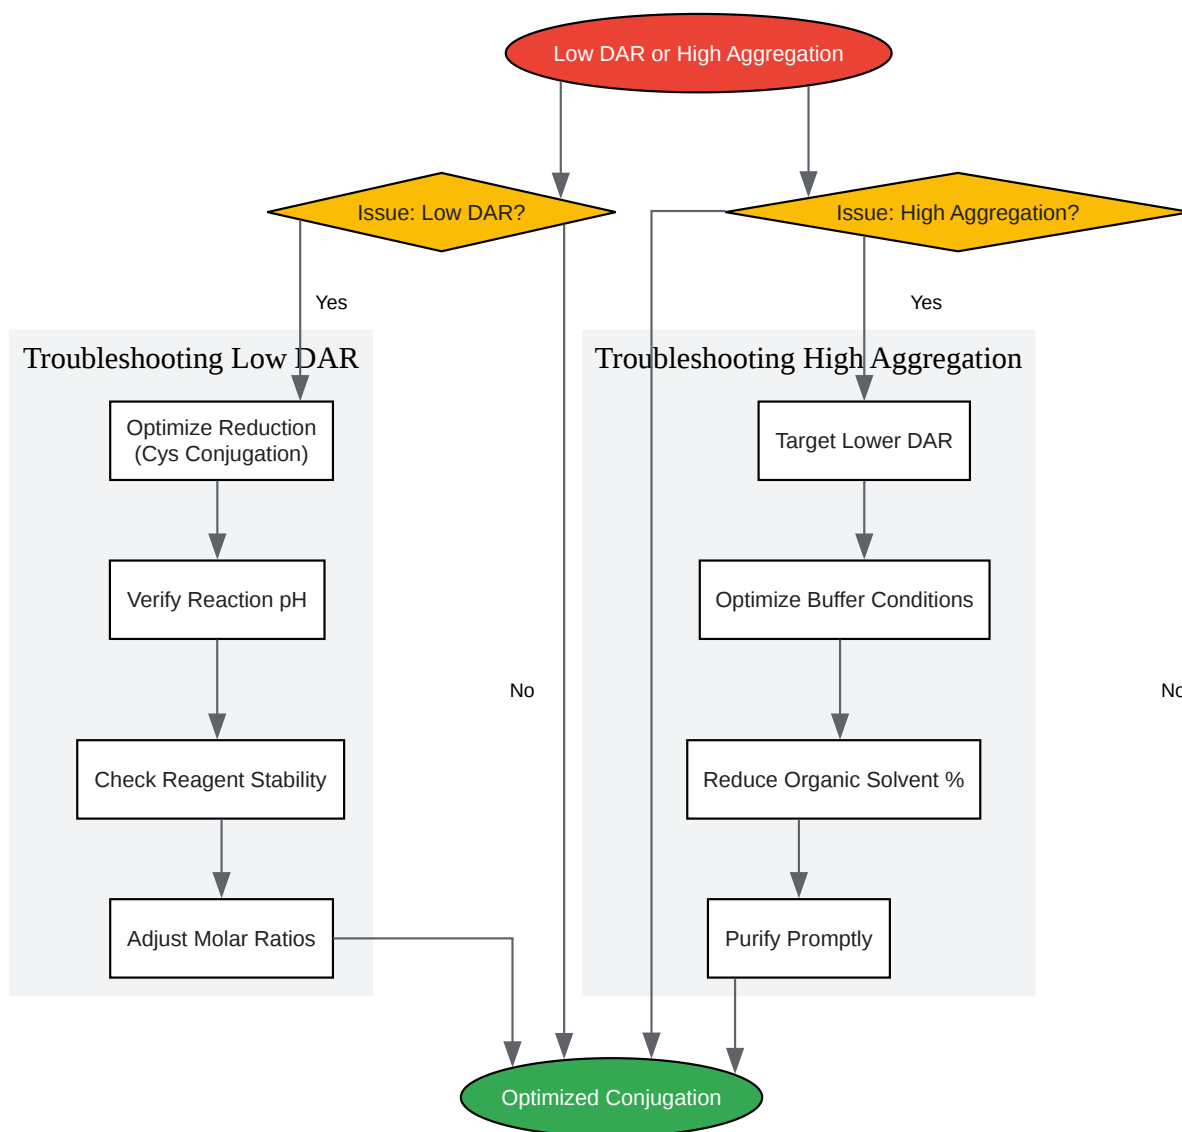 Low DAR or High Aggregation
Issue: Low DAR?
Issue: High Aggregation?
Yes
Yes
Troubleshooting Low DAR
Troubleshooting High Aggregation
Optimize Reduction
(Cys Conjugation)
Target Lower DAR
Verify Reaction pH
Optimize Buffer Conditions
No
No
Check Reagent Stability
Reduce Organic Solvent %
Adjust Molar Ratios
Purify Promptly
Optimized Conjugation